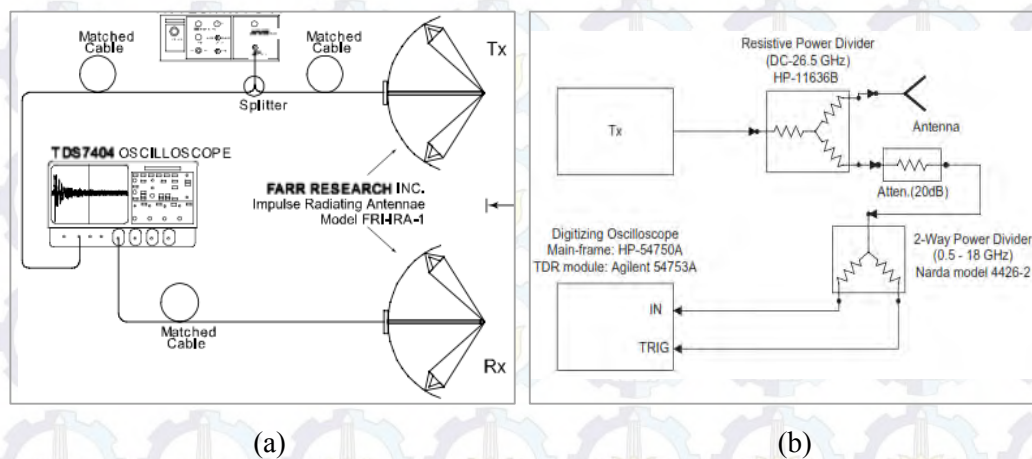 Matched
Cable
Matched
Cable
Tx
Splitter
TDS7404 OSCILLOSCOPE
FARR RESEARCH INC.
Impulse Radiating Antennae
Model FRI-IRA-1
Matched
Cable
Rx
(a)
Resistive Power Divider
(DC-26.5 GHz)
HP-11636B
Tx
Antenna
Atten.(20dB)
Digitizing Oscilloscope
Main-frame: HP-54750A
TDR module: Agilent 54753A
2-Way Power Divider
(0.5 - 18 GHz)
Narda model 4426-2
IN
TRIG
(b)